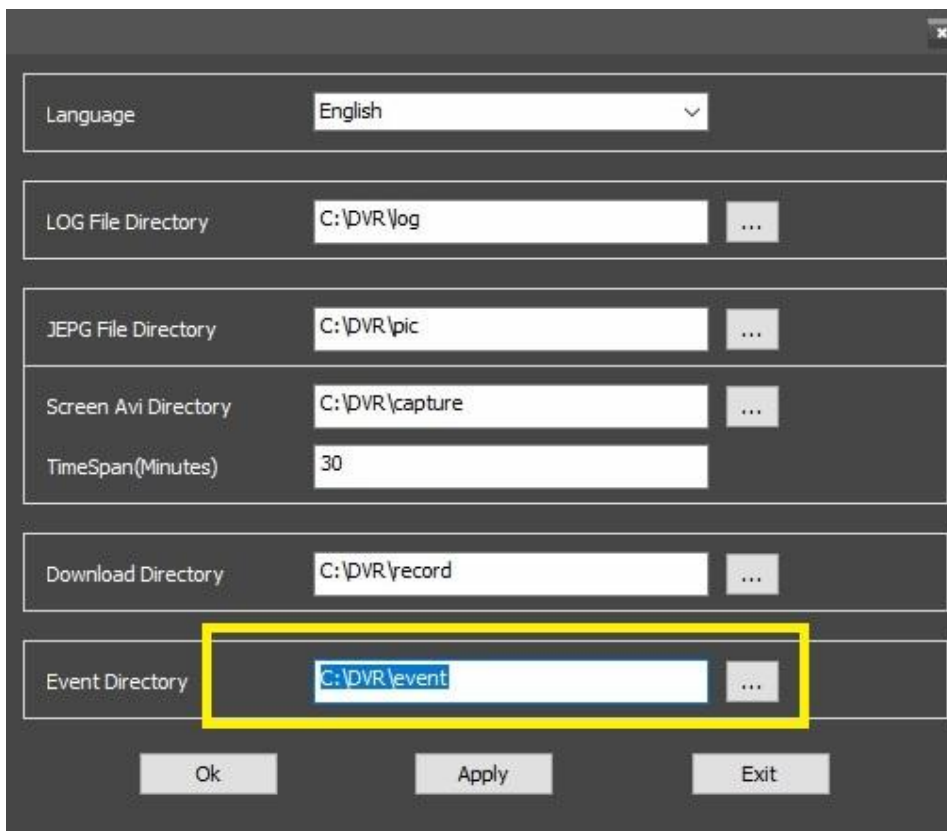 Language English
LOG File Directory C:\DVR\log ...
JEPG File Directory C:\DVR\pic ...
Screen Avi Directory C:\DVR\capture ...
TimeSpan(Minutes) 30
Download Directory C:\DVR\record ...
Event Directory C:\DVR\event ...
Ok Apply Exit